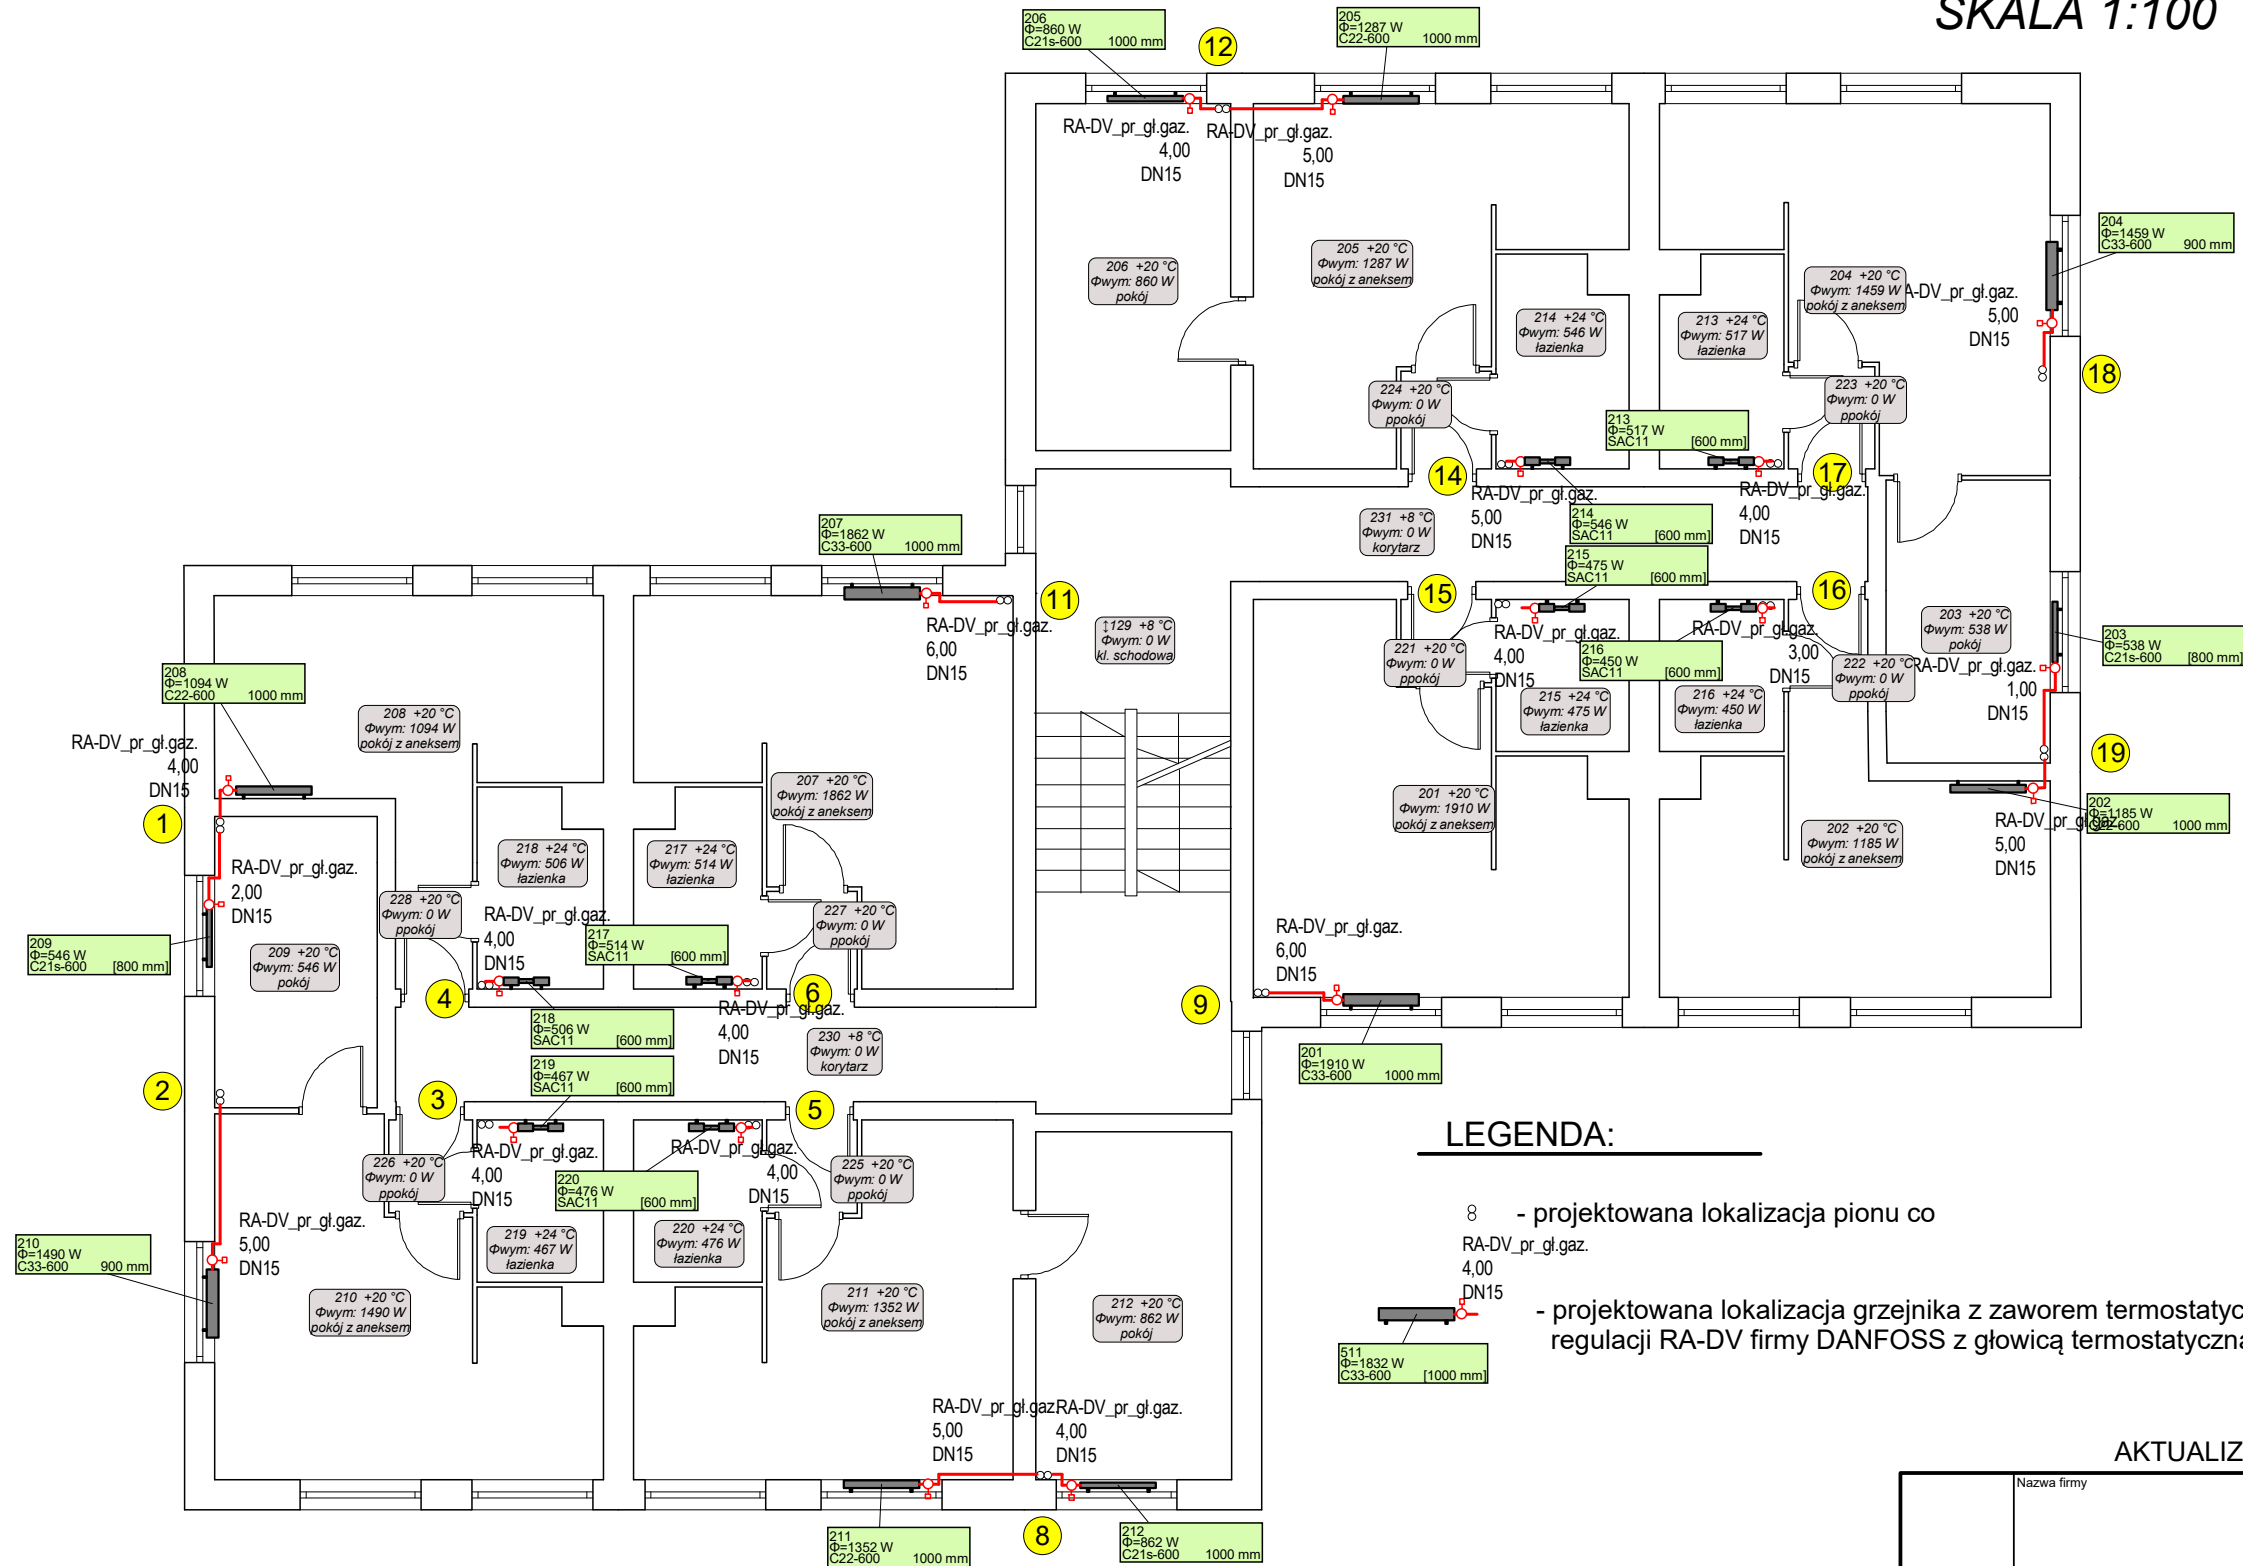 SKALA 1:100
206
Φ=860 W
C21s-600 1000 mm
12
205
Φ=1287 W
C22-600 1000 mm
RA-DV_pr_gł.gaz.
4,00
DN15
RA-DV_pr_gł.gaz.
5,00
DN15
204
Φ=1459 W
C33-600 900 mm
206 +20 °C
Φwym: 860 W
pokój
205 +20 °C
Φwym: 1287 W
pokój z aneksem
204 +20 °C
Φwym: 1459 W
pokój z aneksem
A-DV_pr_gł.gaz.
5,00
DN15
214 +24 °C
Φwym: 546 W
łazienka
213 +24 °C
Φwym: 517 W
łazienka
18
224 +20 °C
Φwym: 0 W
ppokój
223 +20 °C
Φwym: 0 W
ppokój
213
Φ=517 W
SAC11 [600 mm]
14
17
RA-DV_pr_gł.gaz.
5,00
DN15
RA-DV_pr_gł.gaz.
4,00
DN15
214
Φ=546 W
SAC11 [600 mm]
231 +8 °C
Φwym: 0 W
korytarz
207
Φ=1862 W
C33-600 1000 mm
215
Φ=475 W
SAC11 [600 mm]
11
15
16
RA-DV_pr_gł.gaz.
6,00
DN15
↕129 +8 °C
Φwym: 0 W
kl. schodowa
RA-DV_pr_gł.gaz.
4,00
DN15
RA-DV_pr_gł.gaz.
3,00
DN15
203 +20 °C
Φwym: 538 W
pokój
203
Φ=538 W
C21s-600 [800 mm]
221 +20 °C
Φwym: 0 W
ppokój
216
Φ=450 W
SAC11 [600 mm]
222 +20 °C
Φwym: 0 W
ppokój
RA-DV_pr_gł.gaz.
1,00
DN15
208
Φ=1094 W
C22-600 1000 mm
208 +20 °C
Φwym: 1094 W
pokój z aneksem
215 +24 °C
Φwym: 475 W
łazienka
216 +24 °C
Φwym: 450 W
łazienka
RA-DV_pr_gł.gaz.
4,00
DN15
19
207 +20 °C
Φwym: 1862 W
pokój z aneksem
201 +20 °C
Φwym: 1910 W
pokój z aneksem
202
Φ=1185 W
C22-600 1000 mm
1
RA-DV_pr_gł.gaz.
5,00
DN15
202 +20 °C
Φwym: 1185 W
pokój z aneksem
218 +24 °C
Φwym: 506 W
łazienka
217 +24 °C
Φwym: 514 W
łazienka
RA-DV_pr_gł.gaz.
2,00
DN15
228 +20 °C
Φwym: 0 W
ppokój
RA-DV_pr_gł.gaz.
4,00
DN15
227 +20 °C
Φwym: 0 W
ppokój
217
Φ=514 W
SAC11 [600 mm]
RA-DV_pr_gł.gaz.
6,00
DN15
209
Φ=546 W
C21s-600 [800 mm]
209 +20 °C
Φwym: 546 W
pokój
4
6
9
RA-DV_pr_gł.gaz.
4,00
DN15
218
Φ=506 W
SAC11 [600 mm]
230 +8 °C
Φwym: 0 W
korytarz
219
Φ=467 W
SAC11 [600 mm]
201
Φ=1910 W
C33-600 1000 mm
2
3
5
LEGENDA:
RA-DV_pr_gł.gaz.
4,00
DN15
RA-DV_pr_gł.gaz.
4,00
DN15
226 +20 °C
Φwym: 0 W
ppokój
225 +20 °C
Φwym: 0 W
ppokój
220
Φ=476 W
SAC11 [600 mm]
- projektowana lokalizacja pionu co
RA-DV_pr_gł.gaz.
5,00
DN15
219 +24 °C
Φwym: 467 W
łazienka
220 +24 °C
Φwym: 476 W
łazienka
210
Φ=1490 W
C33-600 900 mm
RA-DV_pr_gł.gaz.
4,00
DN15
210 +20 °C
Φwym: 1490 W
pokój z aneksem
211 +20 °C
Φwym: 1352 W
pokój z aneksem
212 +20 °C
Φwym: 862 W
pokój
- projektowana lokalizacja grzejnika z zaworem termostatyc
regulacji RA-DV firmy DANFOSS z głowicą termostatyczną
511
Φ=1832 W
C33-600 [1000 mm]
RA-DV_pr_gł.gaz.
5,00
DN15
RA-DV_pr_gł.gaz.
4,00
DN15
AKTUALIZ
Nazwa firmy
211
Φ=1352 W
C22-600 1000 mm
8
212
Φ=862 W
C21s-600 1000 mm